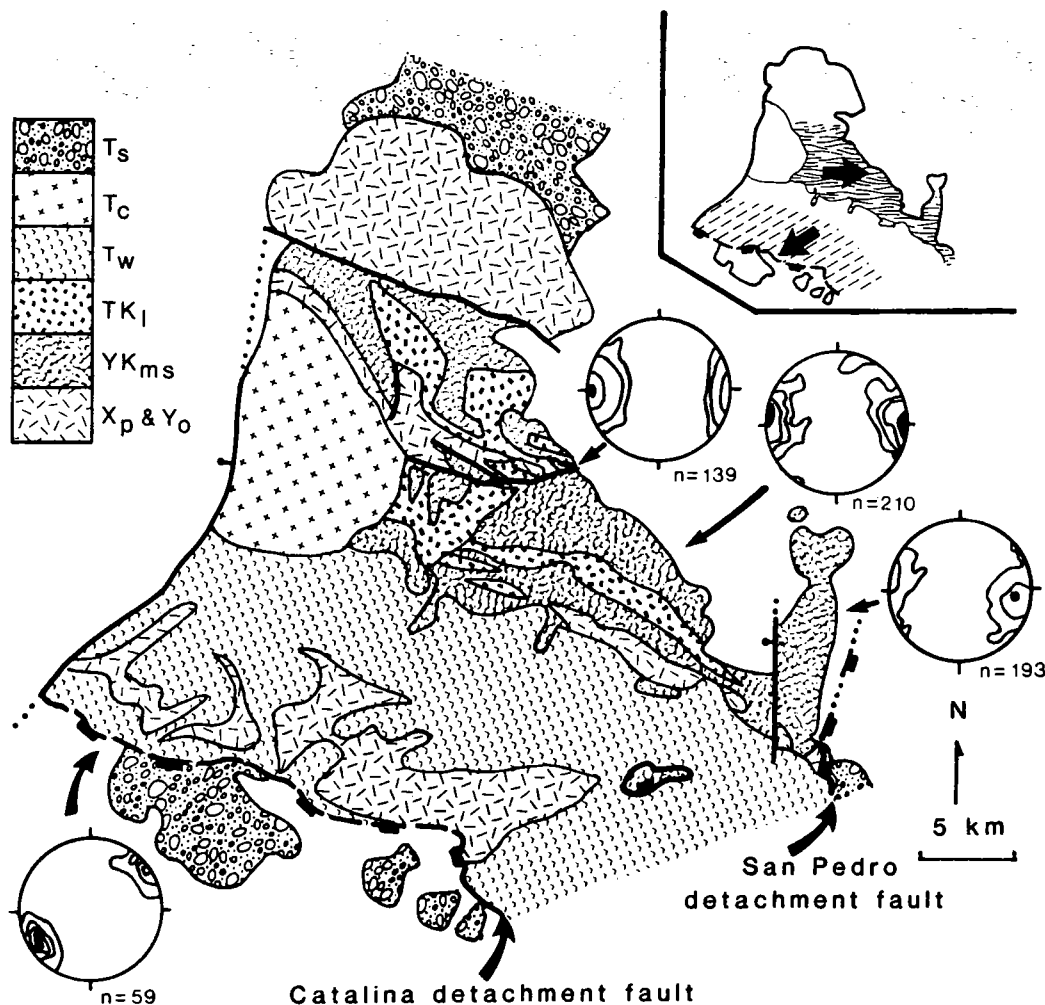 Ts
Tc
Tw
TKl
YKms
Xp & Yo
n=139
n=210
n=193
N
5 km
San Pedro
detachment fault
n=59
Catalina detachment fault